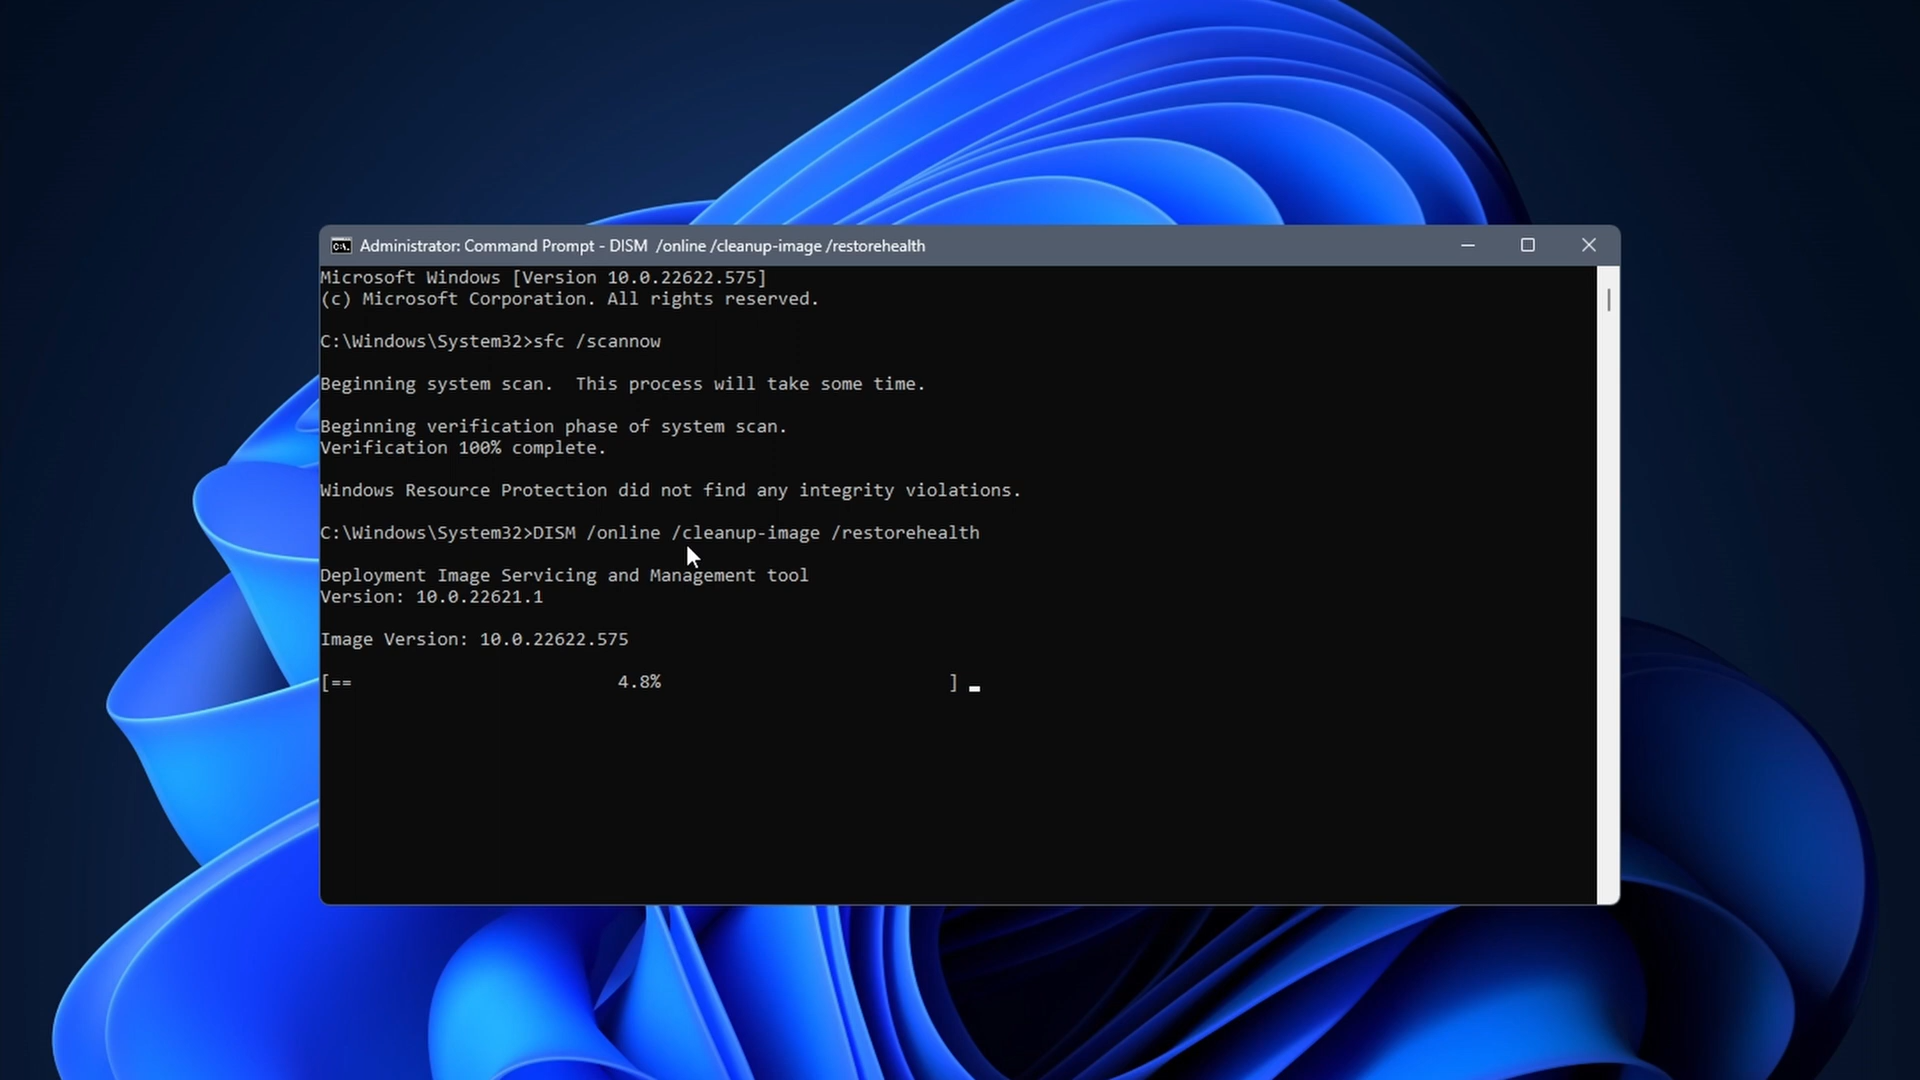 Administrator: Command Prompt - DISM  /online /cleanup-image /restorehealth
Microsoft Windows [Version 10.0.22622.575]
(c) Microsoft Corporation. All rights reserved.
C:\Windows\System32>sfc /scannow
Beginning system scan.  This process will take some time.
Beginning verification phase of system scan.
Verification 100% complete.
Windows Resource Protection did not find any integrity violations.
C:\Windows\System32>DISM /online /cleanup-image /restorehealth
Deployment Image Servicing and Management tool
Version: 10.0.22621.1
Image Version: 10.0.22622.575
[==                         4.8%                           ]